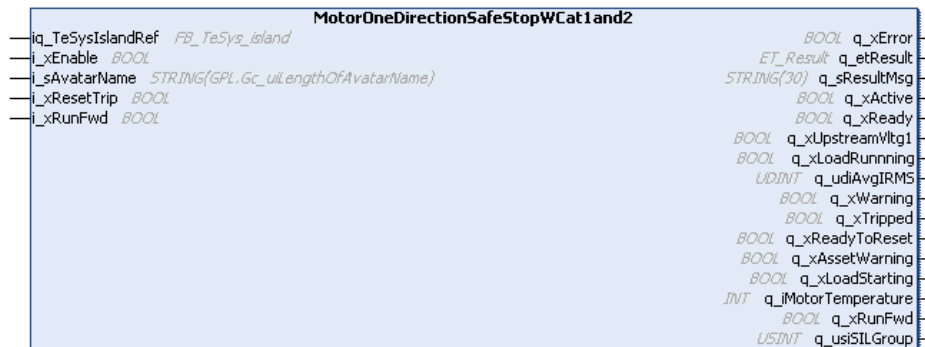 MotorOneDirectionSafeStopWCat1and2
iq_TeSysIslandRef FB_TeSys_island
i_xEnable BOOL
i_sAvatarName STRING(GPL.Gc_uiLengthOfAvatarName)
i_xResetTrip BOOL
i_xRunFwd BOOL
BOOL q_xError
ET_Result q_etResult
STRING(30) q_sResultMsg
BOOL q_xActive
BOOL q_xReady
BOOL q_xUpstreamVltg1
BOOL q_xLoadRunnning
UDINT q_udiAvgIRMS
BOOL q_xWarning
BOOL q_xTripped
BOOL q_xReadyToReset
BOOL q_xAssetWarning
BOOL q_xLoadStarting
INT q_iMotorTemperature
BOOL q_xRunFwd
USINT q_usiSILGroup